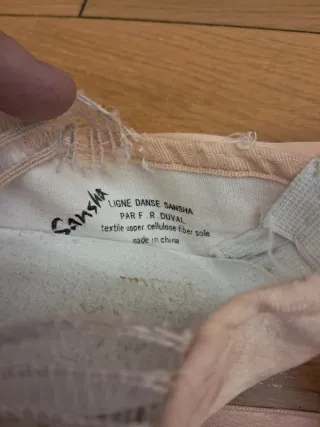 Sansha
LIGNE DANSE SANSHA
PAR F. R. DUVAL
textile upper cellulose fiber sole
made in china